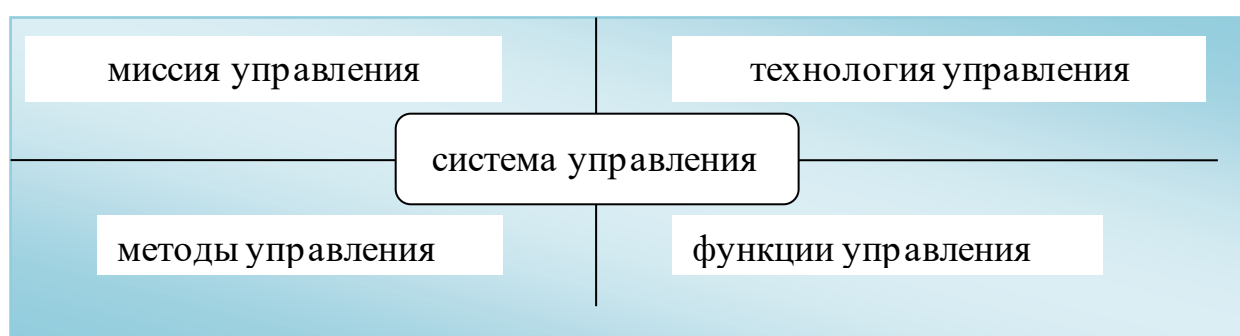 миссия управления
технология управления
система управления
методы управления
функции управления